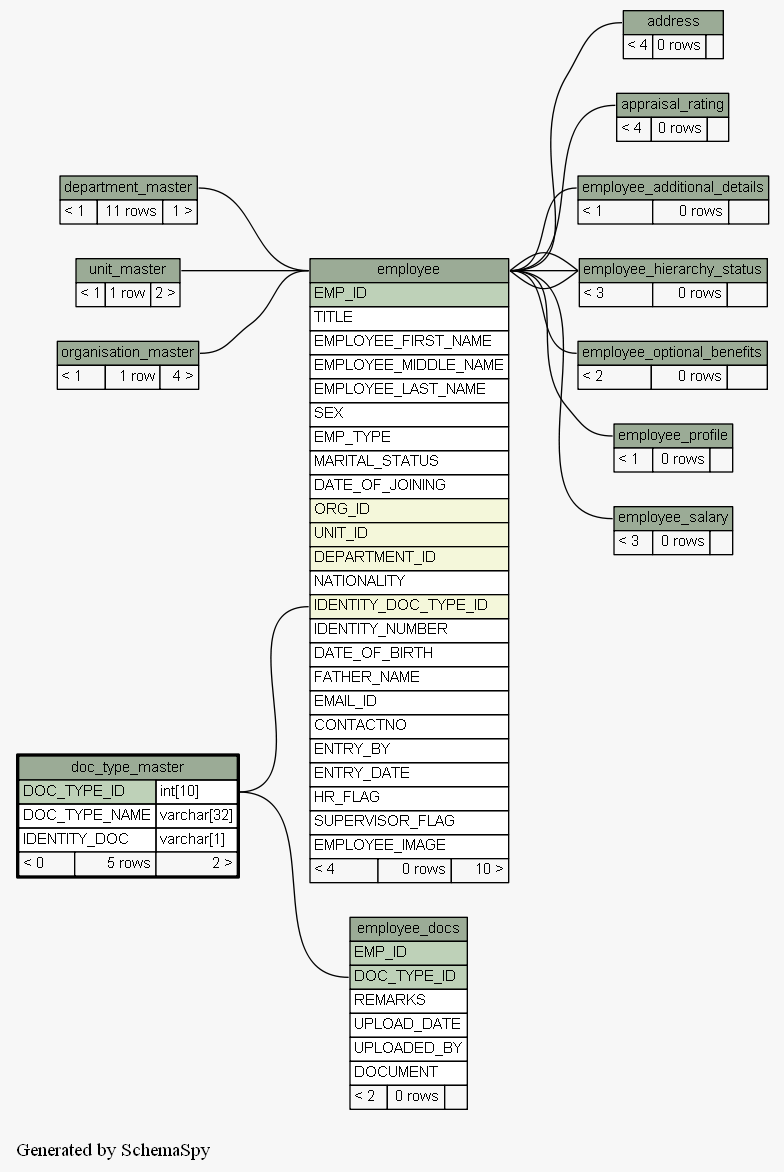 address
< 4 0 rows
appraisal_rating
< 4 0 rows
department_master
< 1 11 rows 1 >
employee_additional_details
< 1 0 rows
unit_master
< 1 1 row 2 >
employee_hierarchy_status
< 3 0 rows
organisation_master
< 1 1 row 4 >
employee_optional_benefits
< 2 0 rows
employee_profile
< 1 0 rows
employee_salary
< 3 0 rows
employee
EMP_ID
TITLE
EMPLOYEE_FIRST_NAME
EMPLOYEE_MIDDLE_NAME
EMPLOYEE_LAST_NAME
SEX
EMP_TYPE
MARITAL_STATUS
DATE_OF_JOINING
ORG_ID
UNIT_ID
DEPARTMENT_ID
NATIONALITY
IDENTITY_DOC_TYPE_ID
IDENTITY_NUMBER
DATE_OF_BIRTH
FATHER_NAME
EMAIL_ID
CONTACTNO
ENTRY_BY
ENTRY_DATE
HR_FLAG
SUPERVISOR_FLAG
EMPLOYEE_IMAGE
< 4 0 rows 10 >
doc_type_master
DOC_TYPE_ID int[10]
DOC_TYPE_NAME varchar[32]
IDENTITY_DOC varchar[1]
< 0 5 rows 2 >
employee_docs
EMP_ID
DOC_TYPE_ID
REMARKS
UPLOAD_DATE
UPLOADED_BY
DOCUMENT
< 2 0 rows
Generated by SchemaSpy